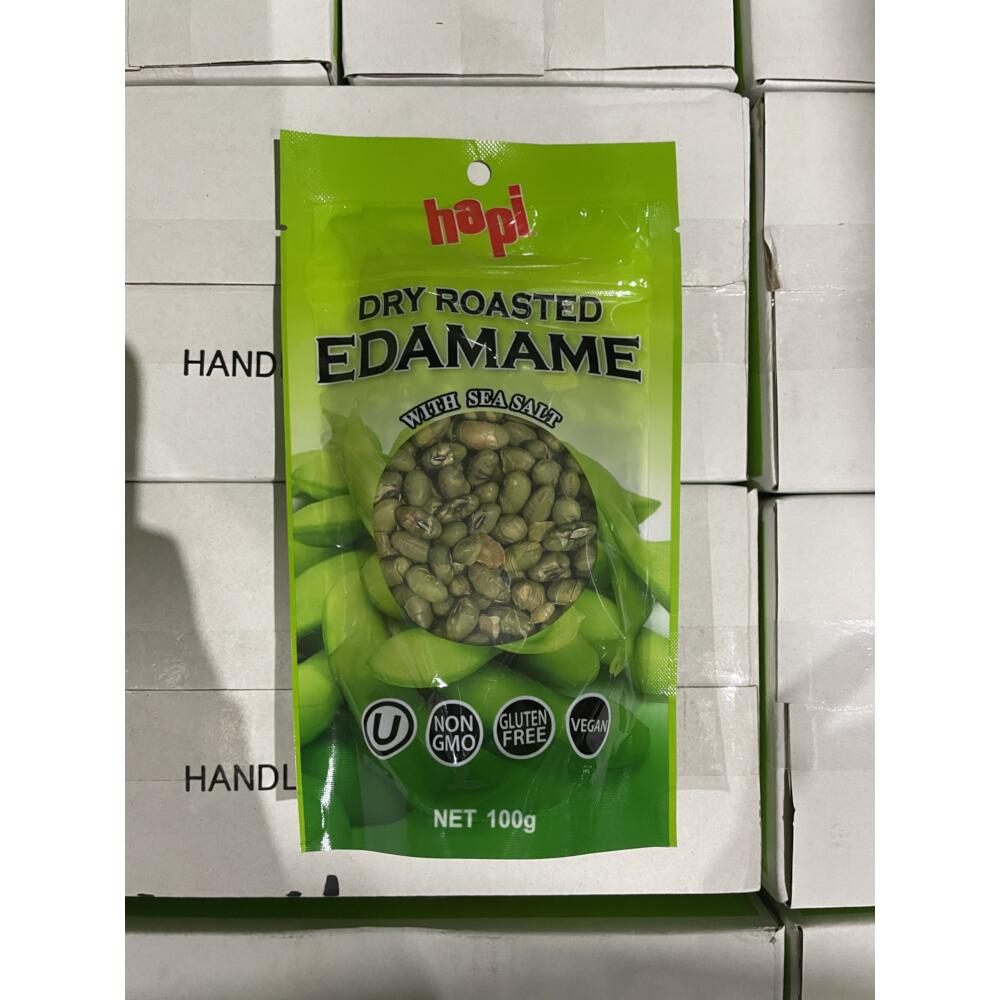 hapi
DRY ROASTED
EDAMAME
WITH SEA SALT
HANDL
U
NON
GMO
GLUTEN
FREE
VEGAN
HANDL
NET 100g